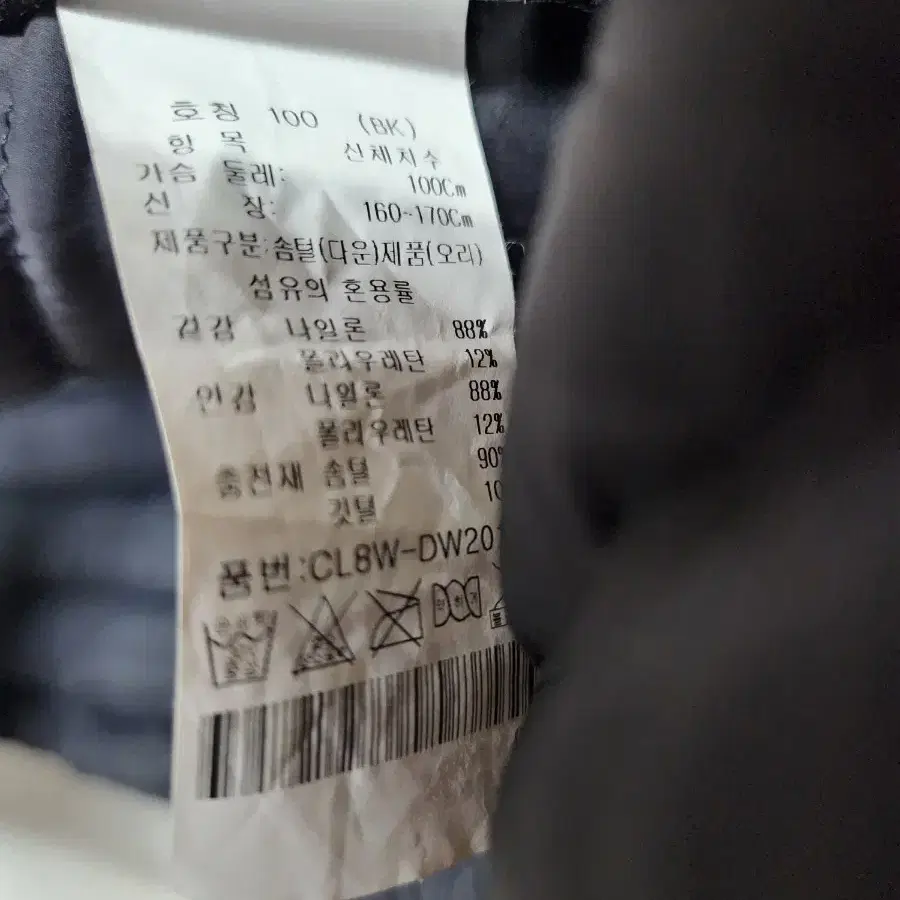 호칭 100 (BK)
항목 신체치수
가슴 둘레: 100Cm
신 장: 160~170Cm
제품구분:솜털(다운)제품(오리)
섬유의 혼용률
겉감 나일론 88%
폴리우레탄 12%
안감 나일론 88%
폴리우레탄 12%
충전재 솜털 90%
깃털 10
품번:CL8W-DW20